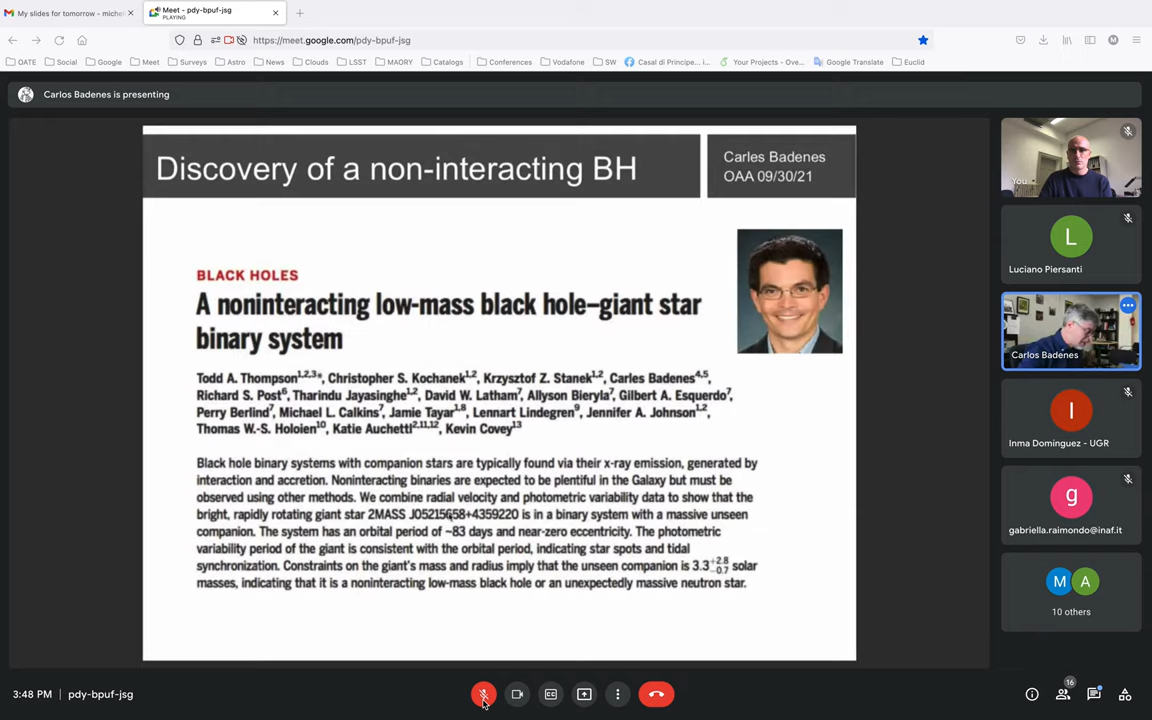 My slides for tomorrow - michel
Meet - pdy-bpuf-jsg
PLAYING
https://meet.google.com/pdy-bpuf-jsg
OATE Social Google Meet Surveys Astro News Clouds LSST MAORY Catalogs Conferences Vodafone SW Casal di Principe... i... Your Projects - Ove... Google Translate Euclid
Carlos Badenes is presenting
Discovery of a non-interacting BH
Carles Badenes
OAA 09/30/21
BLACK HOLES
A noninteracting low-mass black hole–giant star
binary system
Todd A. Thompson1,2,3*, Christopher S. Kochanek1,2, Krzysztof Z. Stanek1,2, Carles Badenes4,5,
Richard S. Post6, Tharindu Jayasinghe1,2, David W. Latham7, Allyson Bieryla7, Gilbert A. Esquerdo7,
Perry Berlind7, Michael L. Calkins7, Jamie Tayar1,8, Lennart Lindegren9, Jennifer A. Johnson1,2,
Thomas W.-S. Holoien10, Katie Auchettl2,11,12, Kevin Covey13
Black hole binary systems with companion stars are typically found via their x-ray emission, generated by
interaction and accretion. Noninteracting binaries are expected to be plentiful in the Galaxy but must be
observed using other methods. We combine radial velocity and photometric variability data to show that the
bright, rapidly rotating giant star 2MASS J05215658+4359220 is in a binary system with a massive unseen
companion. The system has an orbital period of ~83 days and near-zero eccentricity. The photometric
variability period of the giant is consistent with the orbital period, indicating star spots and tidal
synchronization. Constraints on the giant's mass and radius imply that the unseen companion is 3.3+2.8−0.7 solar
masses, indicating that it is a noninteracting low-mass black hole or an unexpectedly massive neutron star.
You
L
Luciano Piersanti
Carlos Badenes
I
Inma Dominguez - UGR
g
gabriella.raimondo@inaf.it
M A
10 others
3:48 PM | pdy-bpuf-jsg
CC
16